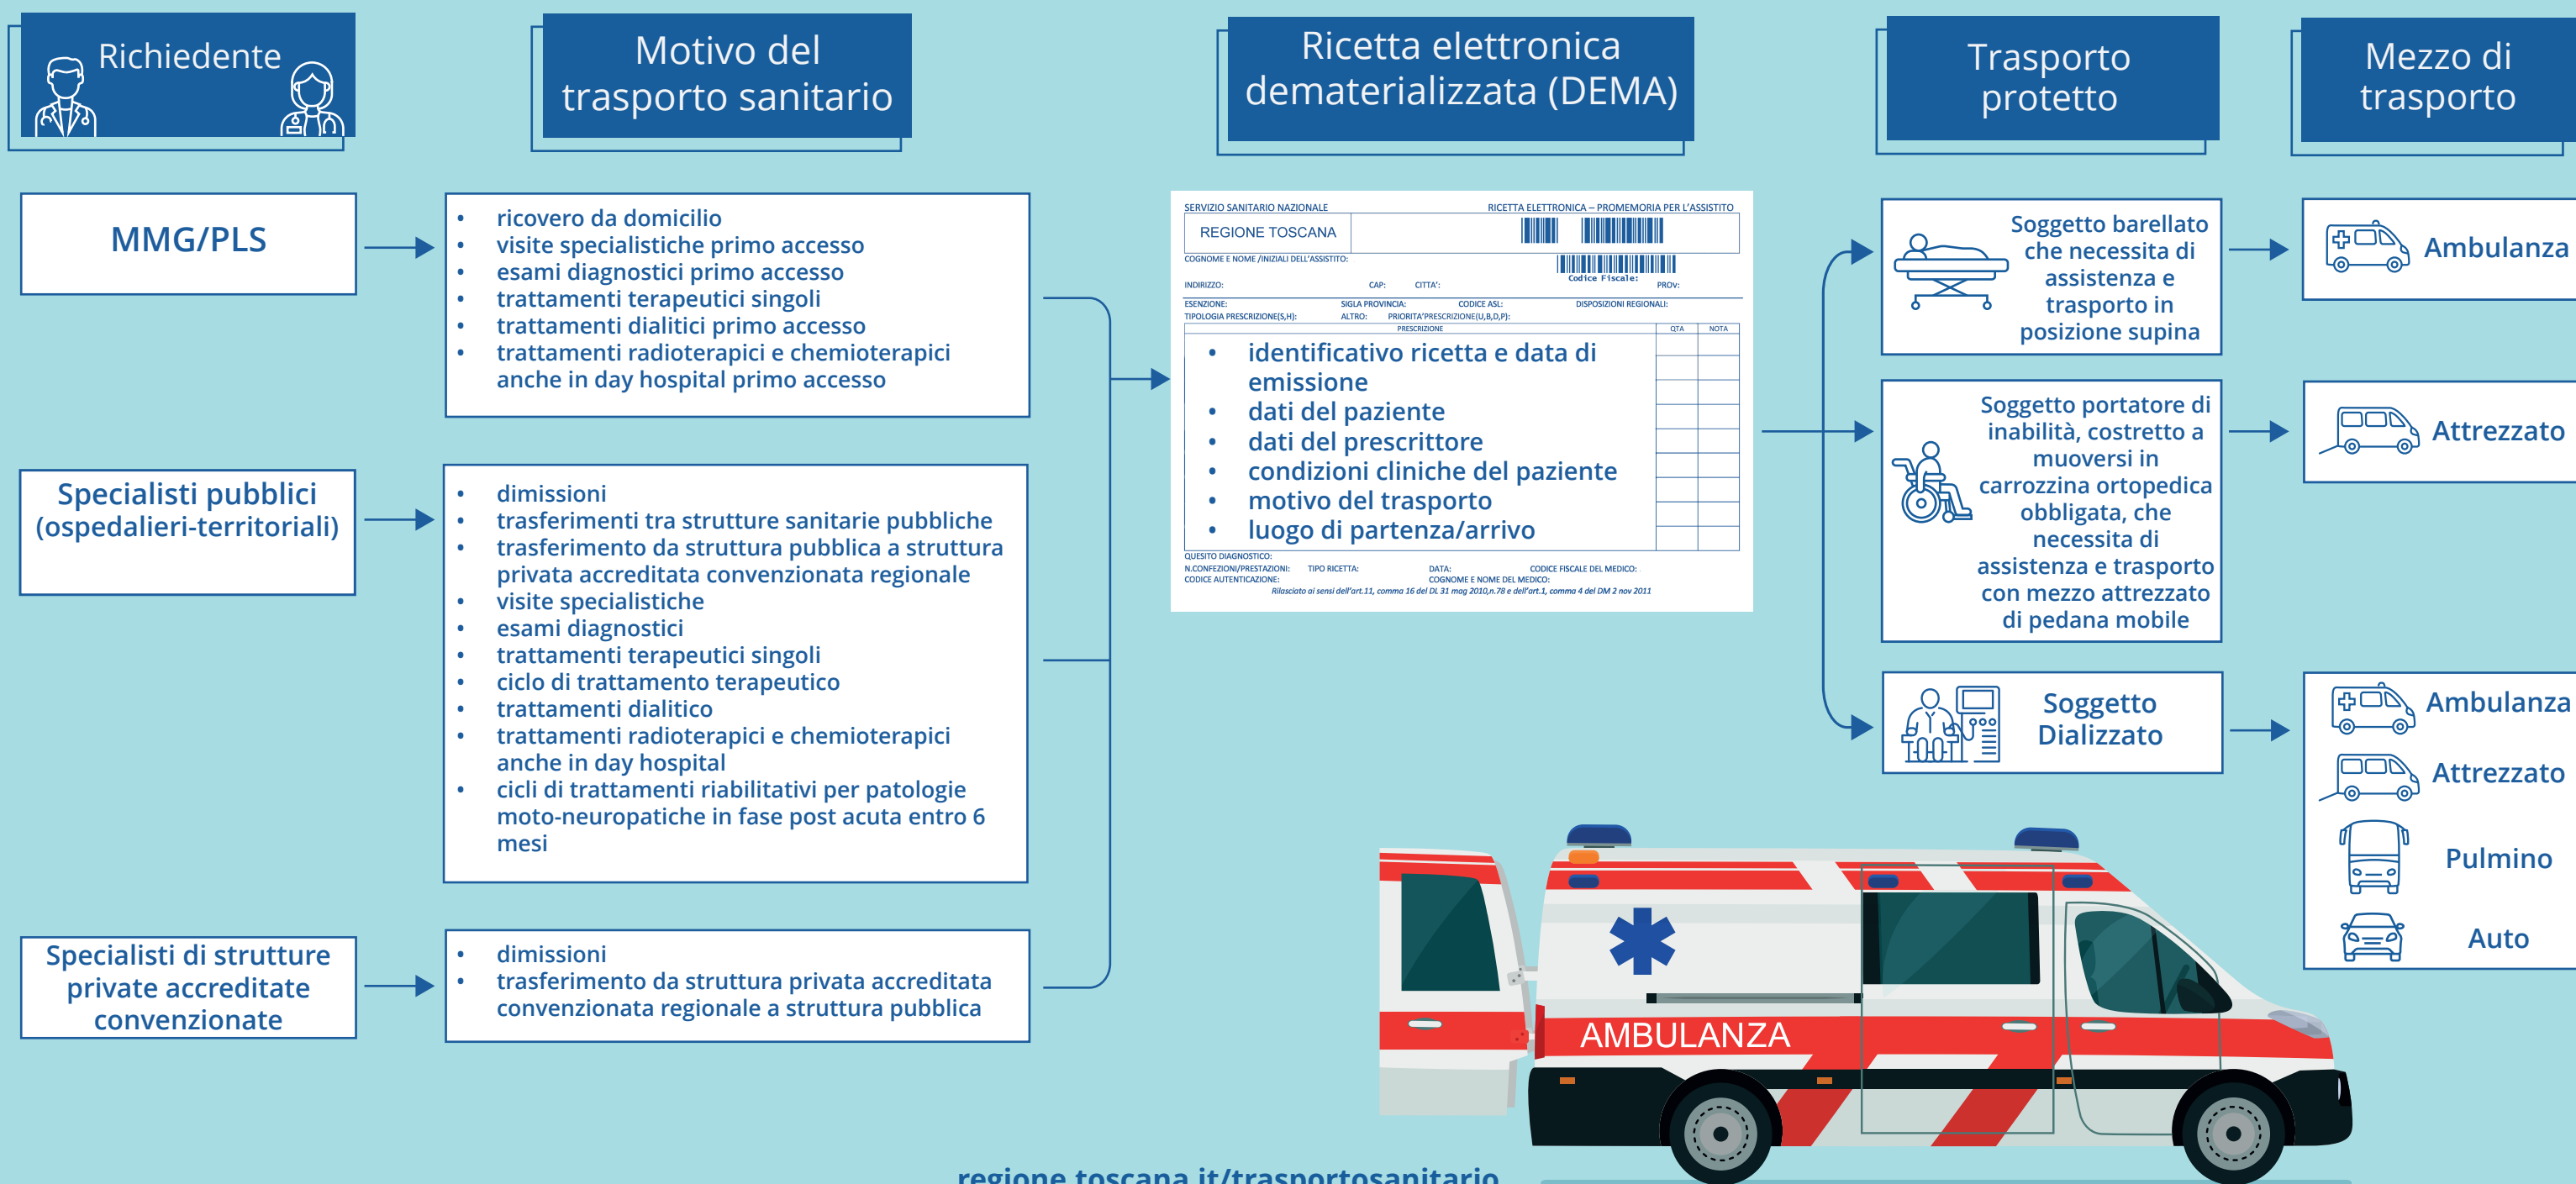 Richiedente
Motivo del
trasporto sanitario
Ricetta elettronica
dematerializzata (DEMA)
Trasporto
protetto
Mezzo di
trasporto
MMG/PLS
• ricovero da domicilio
• visite specialistiche primo accesso
• esami diagnostici primo accesso
• trattamenti terapeutici singoli
• trattamenti dialitici primo accesso
• trattamenti radioterapici e chemioterapici
anche in day hospital primo accesso
Specialisti pubblici
(ospedalieri-territoriali)
• dimissioni
• trasferimenti tra strutture sanitarie pubbliche
• trasferimento da struttura pubblica a struttura
privata accreditata convenzionata regionale
• visite specialistiche
• esami diagnostici
• trattamenti terapeutici singoli
• ciclo di trattamento terapeutico
• trattamenti dialitico
• trattamenti radioterapici e chemioterapici
anche in day hospital
• cicli di trattamenti riabilitativi per patologie
moto-neuropatiche in fase post acuta entro 6
mesi
Specialisti di strutture
private accreditate
convenzionate
• dimissioni
• trasferimento da struttura privata accreditata
convenzionata regionale a struttura pubblica
SERVIZIO SANITARIO NAZIONALE RICETTA ELETTRONICA – PROMEMORIA PER L'ASSISTITO
REGIONE TOSCANA
COGNOME E NOME /INIZIALI DELL'ASSISTITO:
Codice Fiscale:
INDIRIZZO: CAP: CITTA': PROV:
ESENZIONE: SIGLA PROVINCIA: CODICE ASL: DISPOSIZIONI REGIONALI:
TIPOLOGIA PRESCRIZIONE(S,H): ALTRO: PRIORITA'PRESCRIZIONE(U,B,D,P):
PRESCRIZIONE QTA NOTA
• identificativo ricetta e data di
emissione
• dati del paziente
• dati del prescrittore
• condizioni cliniche del paziente
• motivo del trasporto
• luogo di partenza/arrivo
QUESITO DIAGNOSTICO:
N.CONFEZIONI/PRESTAZIONI: TIPO RICETTA: DATA: CODICE FISCALE DEL MEDICO:
CODICE AUTENTICAZIONE: COGNOME E NOME DEL MEDICO:
Rilasciato ai sensi dell'art.11, comma 16 del DL 31 mag 2010,n.78 e dell'art.1, comma 4 del DM 2 nov 2011
Soggetto barellato
che necessita di
assistenza e
trasporto in
posizione supina
Ambulanza
Soggetto portatore di
inabilità, costretto a
muoversi in
carrozzina ortopedica
obbligata, che
necessita di
assistenza e trasporto
con mezzo attrezzato
di pedana mobile
Attrezzato
Soggetto
Dializzato
Ambulanza
Attrezzato
Pulmino
Auto
AMBULANZA
regione.toscana.it/trasportosanitario